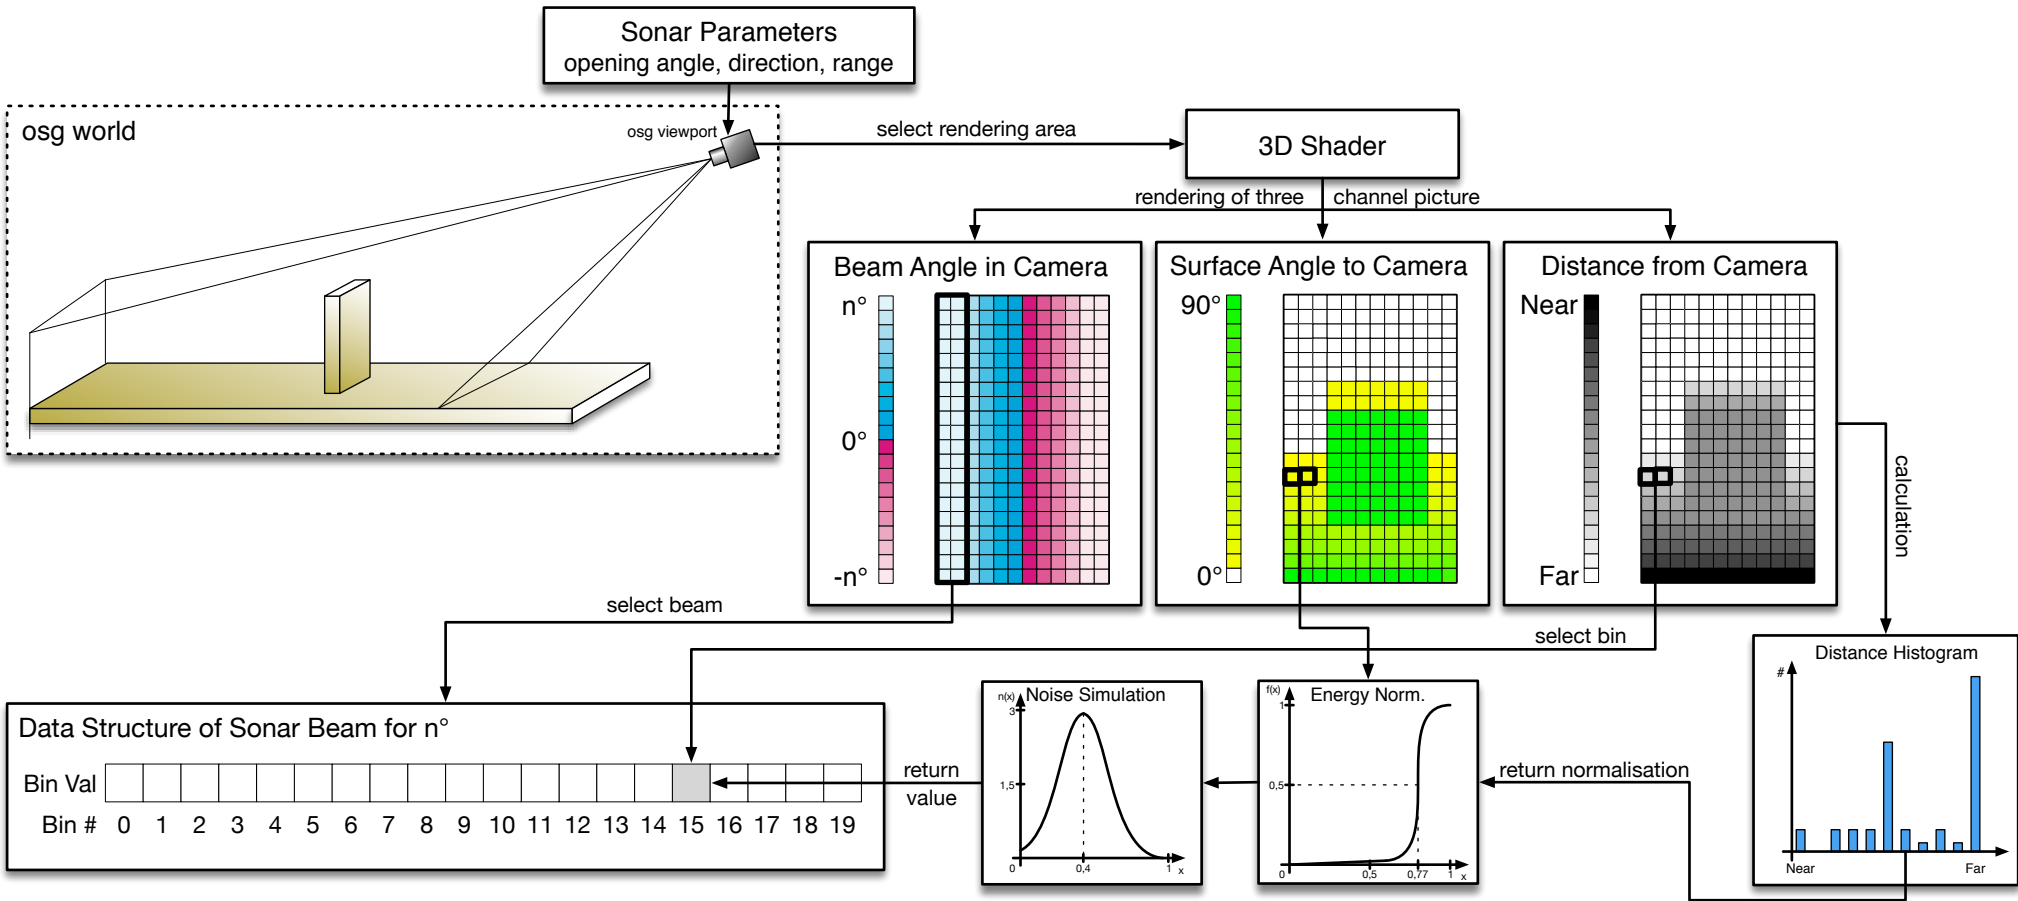 Sonar Parameters
opening angle, direction, range
osg world
osg viewport
select rendering area
3D Shader
rendering of three channel picture
Beam Angle in Camera
n°
0°
-n°
Surface Angle to Camera
90°
0°
Distance from Camera
Near
Far
calculation
select beam
select bin
Data Structure of Sonar Beam for n°
Bin Val
Bin # 0 1 2 3 4 5 6 7 8 9 10 11 12 13 14 15 16 17 18 19
return
value
Noise Simulation
n(x)
3
1,5
0 0,4 1 x
Energy Norm.
f(x)
1
0,5
0 0,5 0,77 1 x
return normalisation
Distance Histogram
#
Near Far